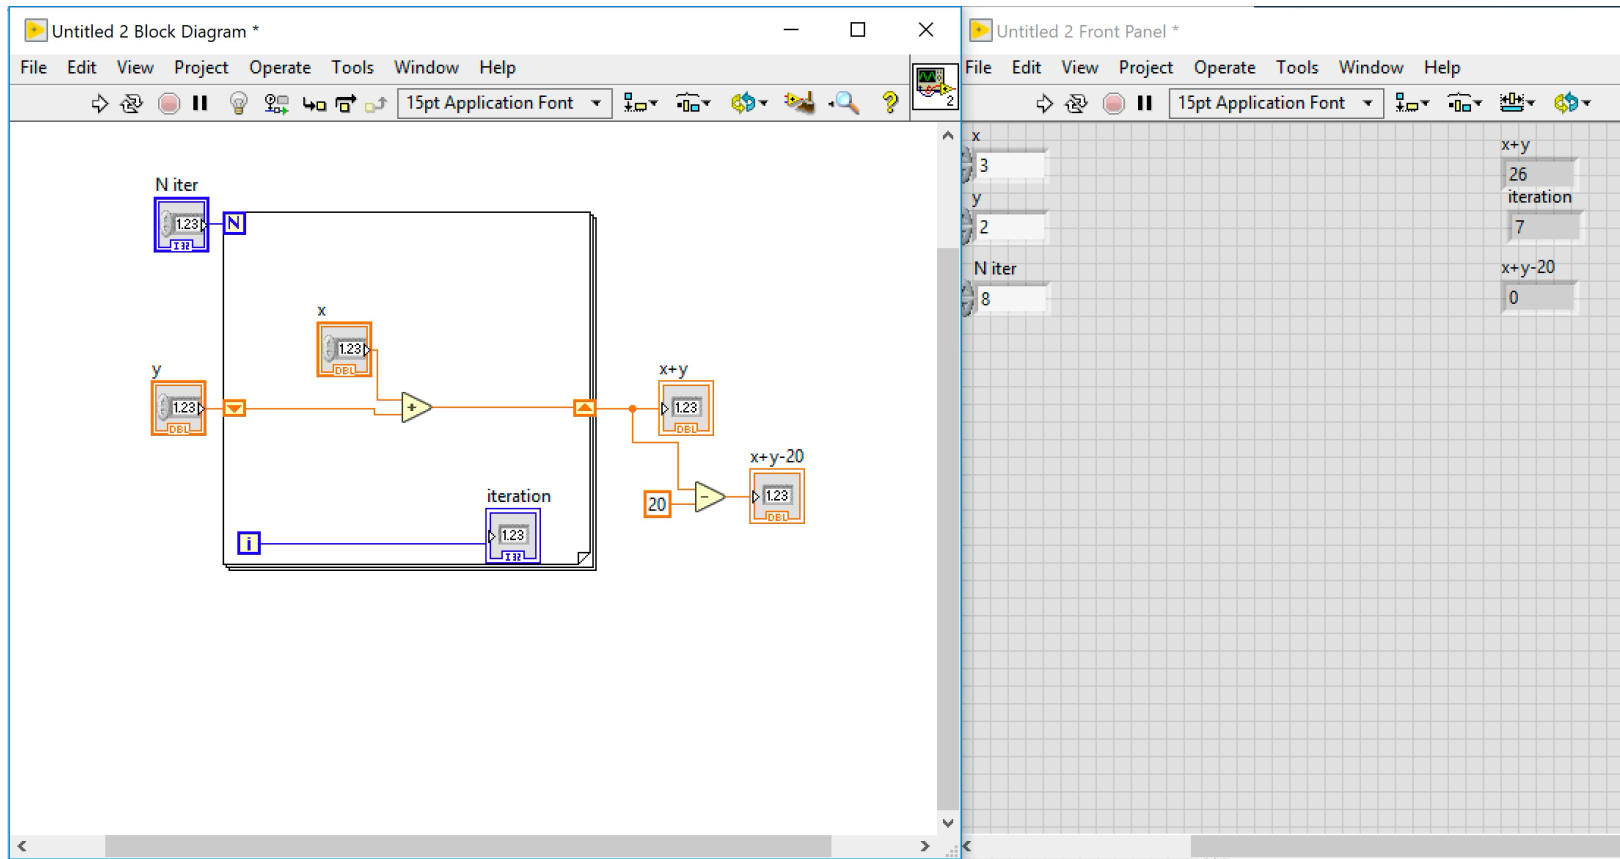 Untitled 2 Block Diagram *
File Edit View Project Operate Tools Window Help
15pt Application Font
2
N iter
1.23
I32
N
x
1.23
DBL
y
1.23
DBL
+
x+y
1.23
DBL
x+y-20
20
-
1.23
DBL
iteration
1.23
I32
i
Untitled 2 Front Panel *
File Edit View Project Operate Tools Window Help
15pt Application Font
x
3
y
2
N iter
8
x+y
26
iteration
7
x+y-20
0